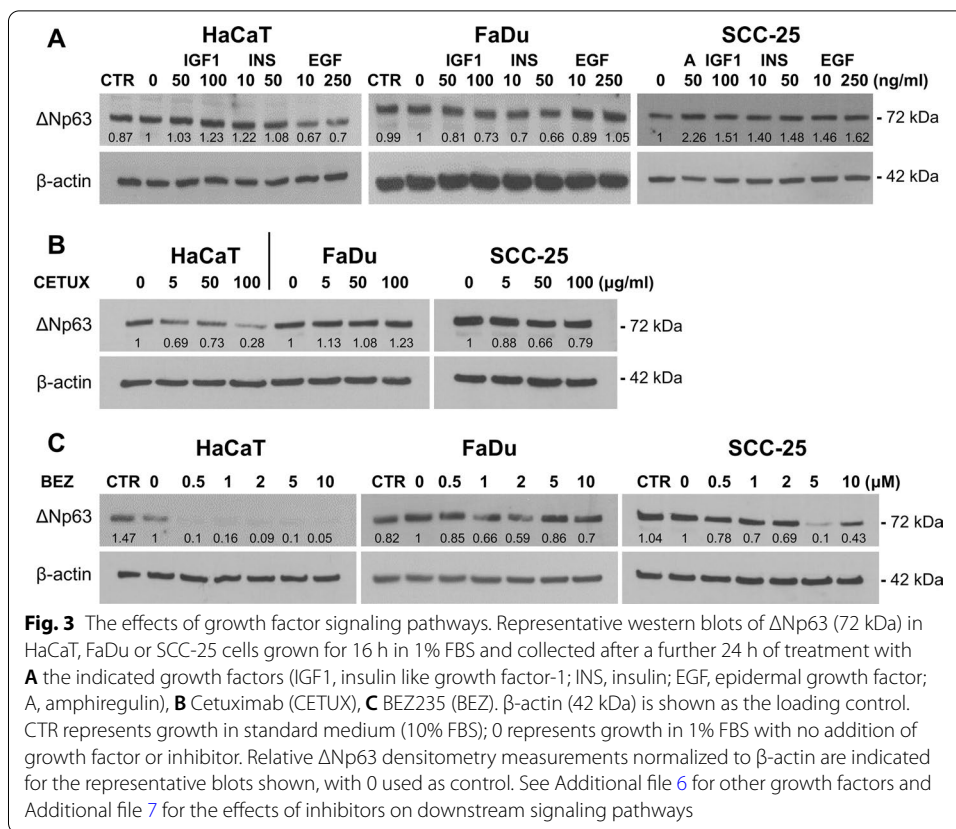 A HaCaT FaDu SCC-25
IGF1 INS EGF IGF1 INS EGF A IGF1 INS EGF
CTR 0 50 100 10 50 10 250 CTR 0 50 100 10 50 10 250 0 50 100 10 50 10 250 (ng/ml)
ΔNp63 - 72 kDa
0.87 1 1.03 1.23 1.22 1.08 0.67 0.7 0.99 1 0.81 0.73 0.7 0.66 0.89 1.05 1 2.26 1.51 1.40 1.48 1.46 1.62
β-actin - 42 kDa
B HaCaT FaDu SCC-25
CETUX 0 5 50 100 0 5 50 100 0 5 50 100 (μg/ml)
ΔNp63 - 72 kDa
1 0.69 0.73 0.28 1 1.13 1.08 1.23 1 0.88 0.66 0.79
β-actin - 42 kDa
C HaCaT FaDu SCC-25
BEZ CTR 0 0.5 1 2 5 10 CTR 0 0.5 1 2 5 10 CTR 0 0.5 1 2 5 10 (μM)
ΔNp63 - 72 kDa
1.47 1 0.1 0.16 0.09 0.1 0.05 0.82 1 0.85 0.66 0.59 0.86 0.7 1.04 1 0.78 0.7 0.69 0.1 0.43
β-actin - 42 kDa
Fig. 3 The effects of growth factor signaling pathways. Representative western blots of ΔNp63 (72 kDa) in
HaCaT, FaDu or SCC-25 cells grown for 16 h in 1% FBS and collected after a further 24 h of treatment with
A the indicated growth factors (IGF1, insulin like growth factor-1; INS, insulin; EGF, epidermal growth factor;
A, amphiregulin), B Cetuximab (CETUX), C BEZ235 (BEZ). β-actin (42 kDa) is shown as the loading control.
CTR represents growth in standard medium (10% FBS); 0 represents growth in 1% FBS with no addition of
growth factor or inhibitor. Relative ΔNp63 densitometry measurements normalized to β-actin are indicated
for the representative blots shown, with 0 used as control. See Additional file 6 for other growth factors and
Additional file 7 for the effects of inhibitors on downstream signaling pathways